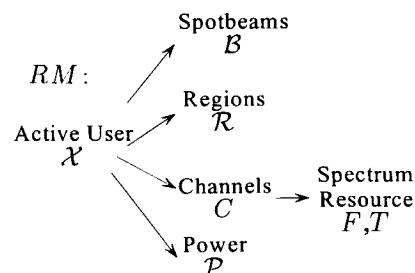 Spotbeams
B
RM :
Regions
R
Active User
X
Channels
C
Spectrum
Resource
F,T
Power
P